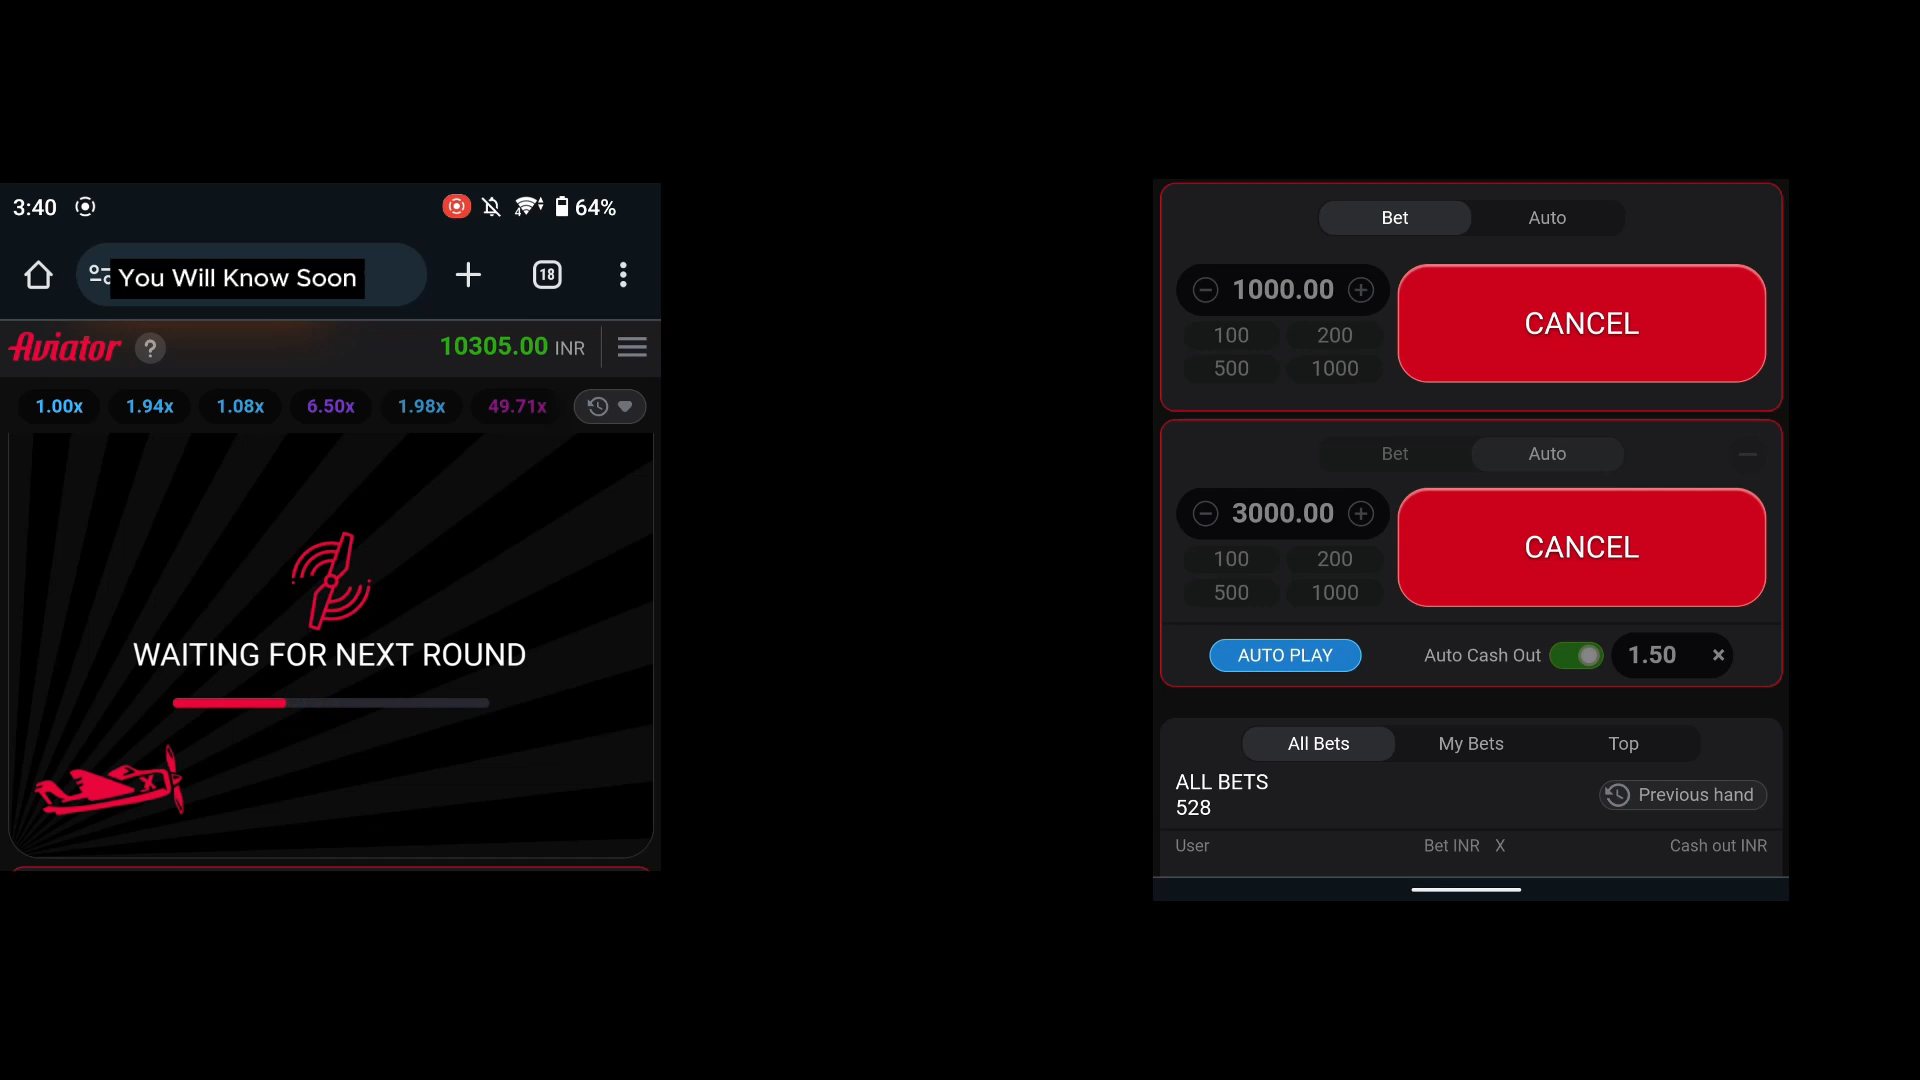 3:40
64%
You Will Know Soon
18
Aviator
?
10305.00 INR
1.00x 1.94x 1.08x 6.50x 1.98x 49.71x
WAITING FOR NEXT ROUND
X
Bet Auto
1000.00
100 200
500 1000
CANCEL
Bet Auto
3000.00
100 200
500 1000
CANCEL
AUTO PLAY Auto Cash Out 1.50 ×
All Bets My Bets Top
ALL BETS
528
Previous hand
User Bet INR X Cash out INR